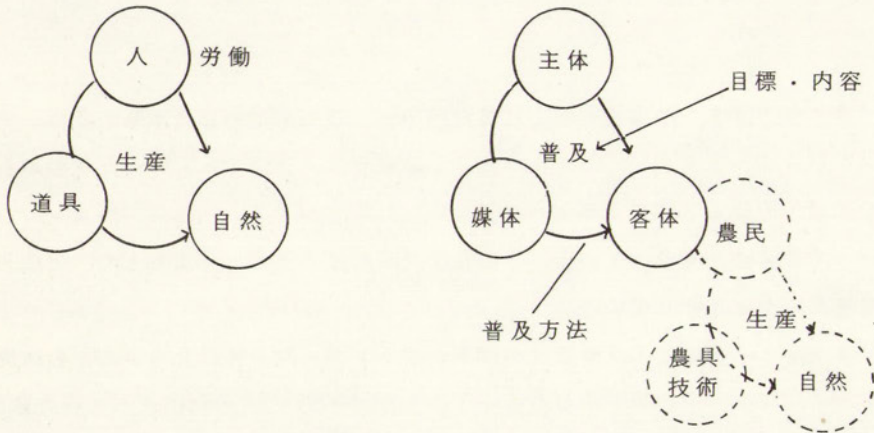 人
労働
生産
道具
自然
主体
目標・内容
普及
媒体
客体
農民
普及方法
生産
農具
技術
自然